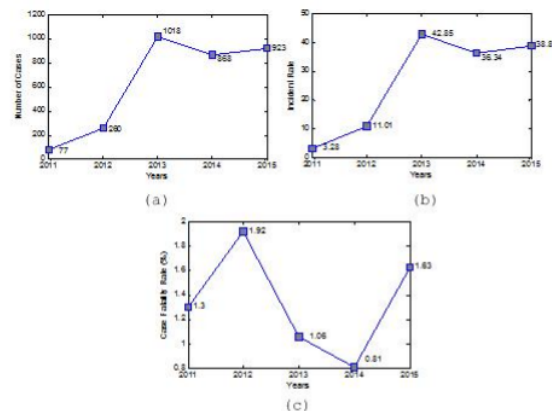 1200
1000
800
600
400
200
0
Number of Cases
77
260
1018
868
923
2011 2012 2013 2014 2015
Years
(a)
50
40
30
20
10
0
Incident Rate
3.28
11.01
42.85
36.34
38.8
2011 2012 2013 2014 2015
Years
(b)
2
1.8
1.6
1.4
1.2
1
0.8
Case Fatality Rate (%)
1.3
1.92
1.06
0.81
1.63
2011 2012 2013 2014 2015
Years
(c)